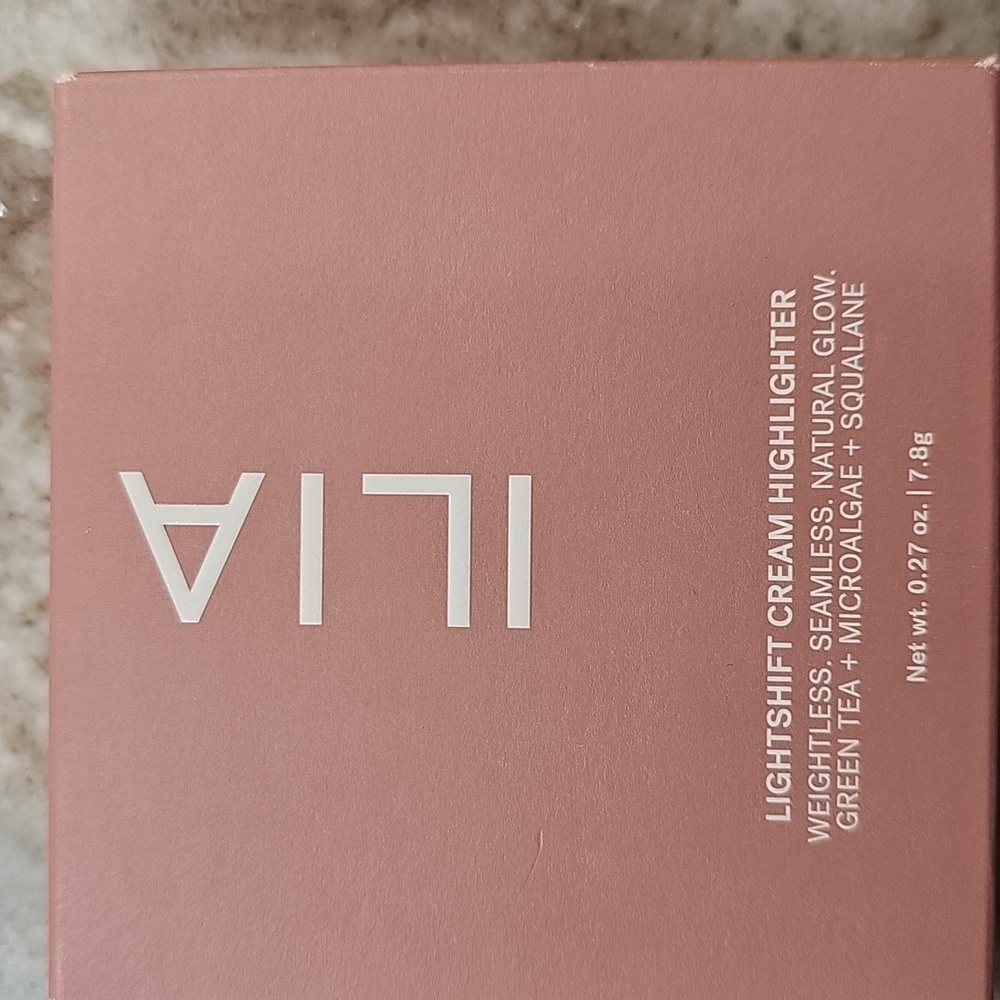 ILIA
LIGHTSHIFT CREAM HIGHLIGHTER
WEIGHTLESS. SEAMLESS. NATURAL GLOW.
GREEN TEA + MICROALGAE + SQUALANE
Net wt. 0.27 oz. | 7.8g